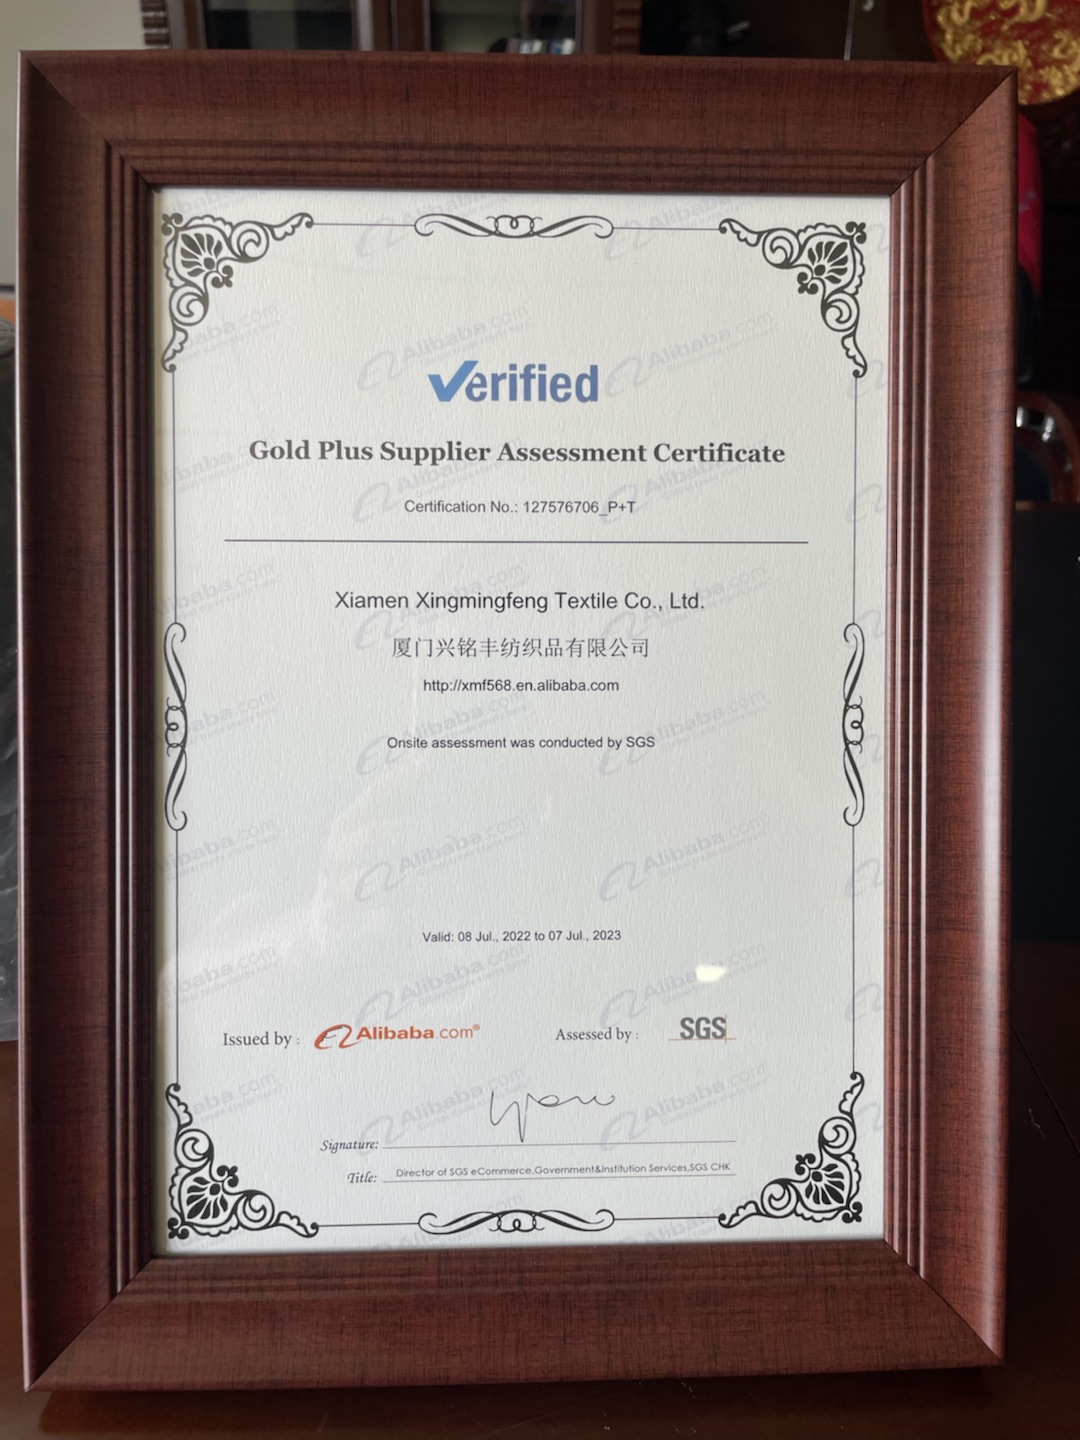 Verified
Gold Plus Supplier Assessment Certificate
Certification No.: 127576706_P+T
Xiamen Xingmingfeng Textile Co., Ltd.
厦门兴铭丰纺织品有限公司
http://xmf568.en.alibaba.com
Onsite assessment was conducted by SGS
Valid: 08 Jul., 2022 to 07 Jul., 2023
Issued by : Alibaba.com® Assessed by : SGS
Signature:
Title: Director of SGS eCommerce,Government&Institution Services,SGS CHK